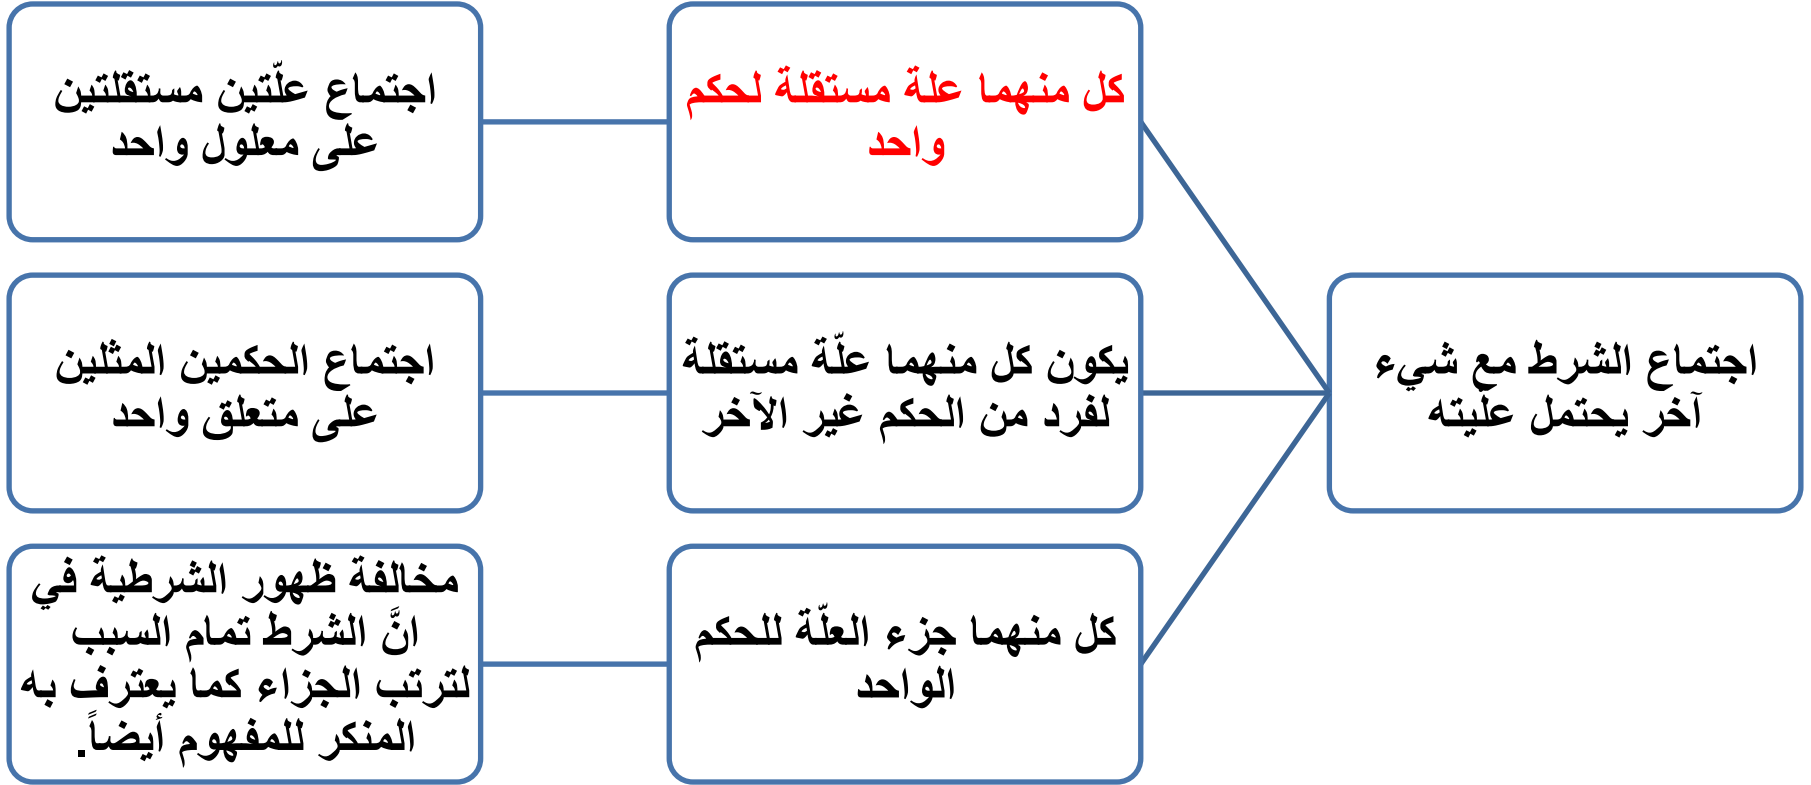 اجتماع الشرط مع شيء
آخر يحتمل علّيته
كل منهما علة مستقلة لحكم
واحد
اجتماع علّتين مستقلتين
على معلول واحد
يكون كل منهما علّة مستقلة
لفرد من الحكم غير الآخر
اجتماع الحكمين المثلين
على متعلق واحد
كل منهما جزء العلّة للحكم
الواحد
مخالفة ظهور الشرطية في
انَّ الشرط تمام السبب
لترتب الجزاء كما يعترف به
المنكر للمفهوم أيضاً.